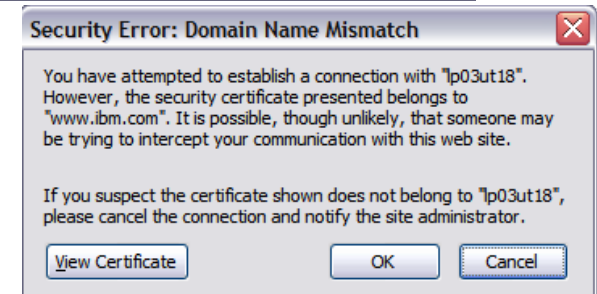 Security Error: Domain Name Mismatch
You have attempted to establish a connection with "lp03ut18".
However, the security certificate presented belongs to
"www.ibm.com". It is possible, though unlikely, that someone may
be trying to intercept your communication with this web site.
If you suspect the certificate shown does not belong to "lp03ut18",
please cancel the connection and notify the site administrator.
View Certificate
OK
Cancel